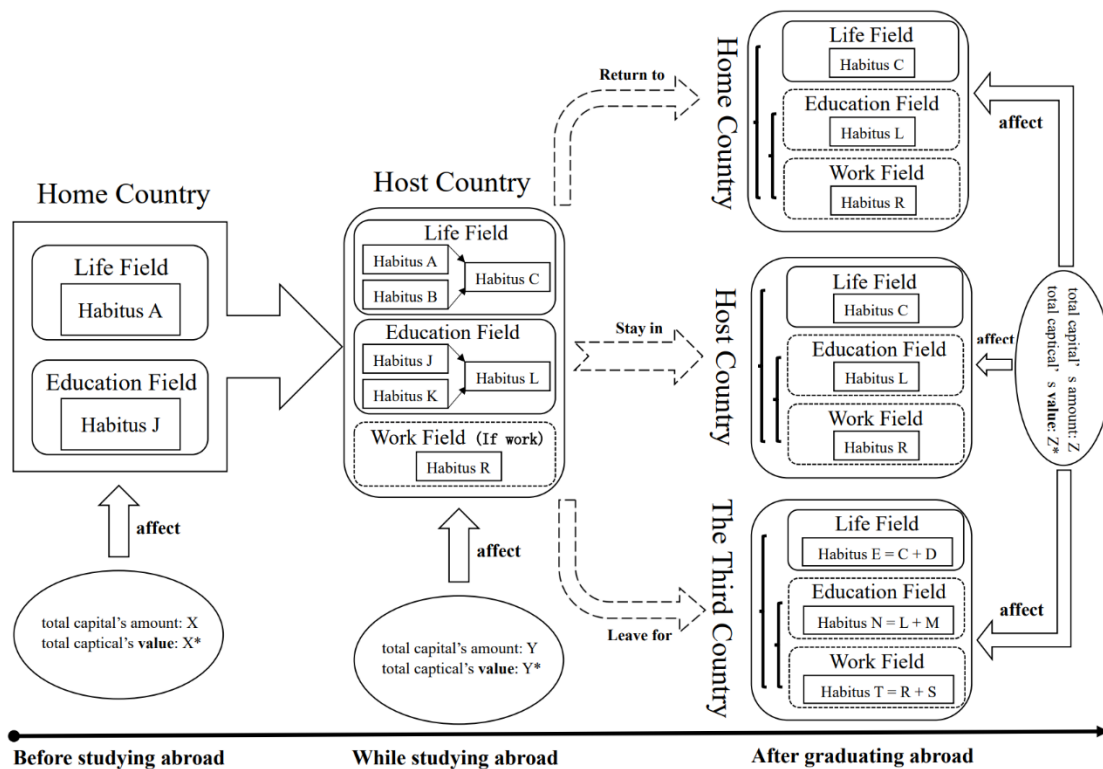 Home Country
Life Field
Habitus A
Education Field
Habitus J
affect
total capital's amount: X
total captical's value: X*
Before studying abroad
Host Country
Life Field
Habitus A
Habitus B
Habitus C
Education Field
Habitus J
Habitus K
Habitus L
Work Field (If work)
Habitus R
affect
total capital's amount: Y
total captical's value: Y*
While studying abroad
Return to
Stay in
Leave for
Home Country
Life Field
Habitus C
Education Field
Habitus L
Work Field
Habitus R
Host Country
Life Field
Habitus C
Education Field
Habitus L
Work Field
Habitus R
The Third Country
Life Field
Habitus E = C + D
Education Field
Habitus N = L + M
Work Field
Habitus T = R + S
affect
affect
affect
total capital's amount: Z
total captical's value: Z*
After graduating abroad